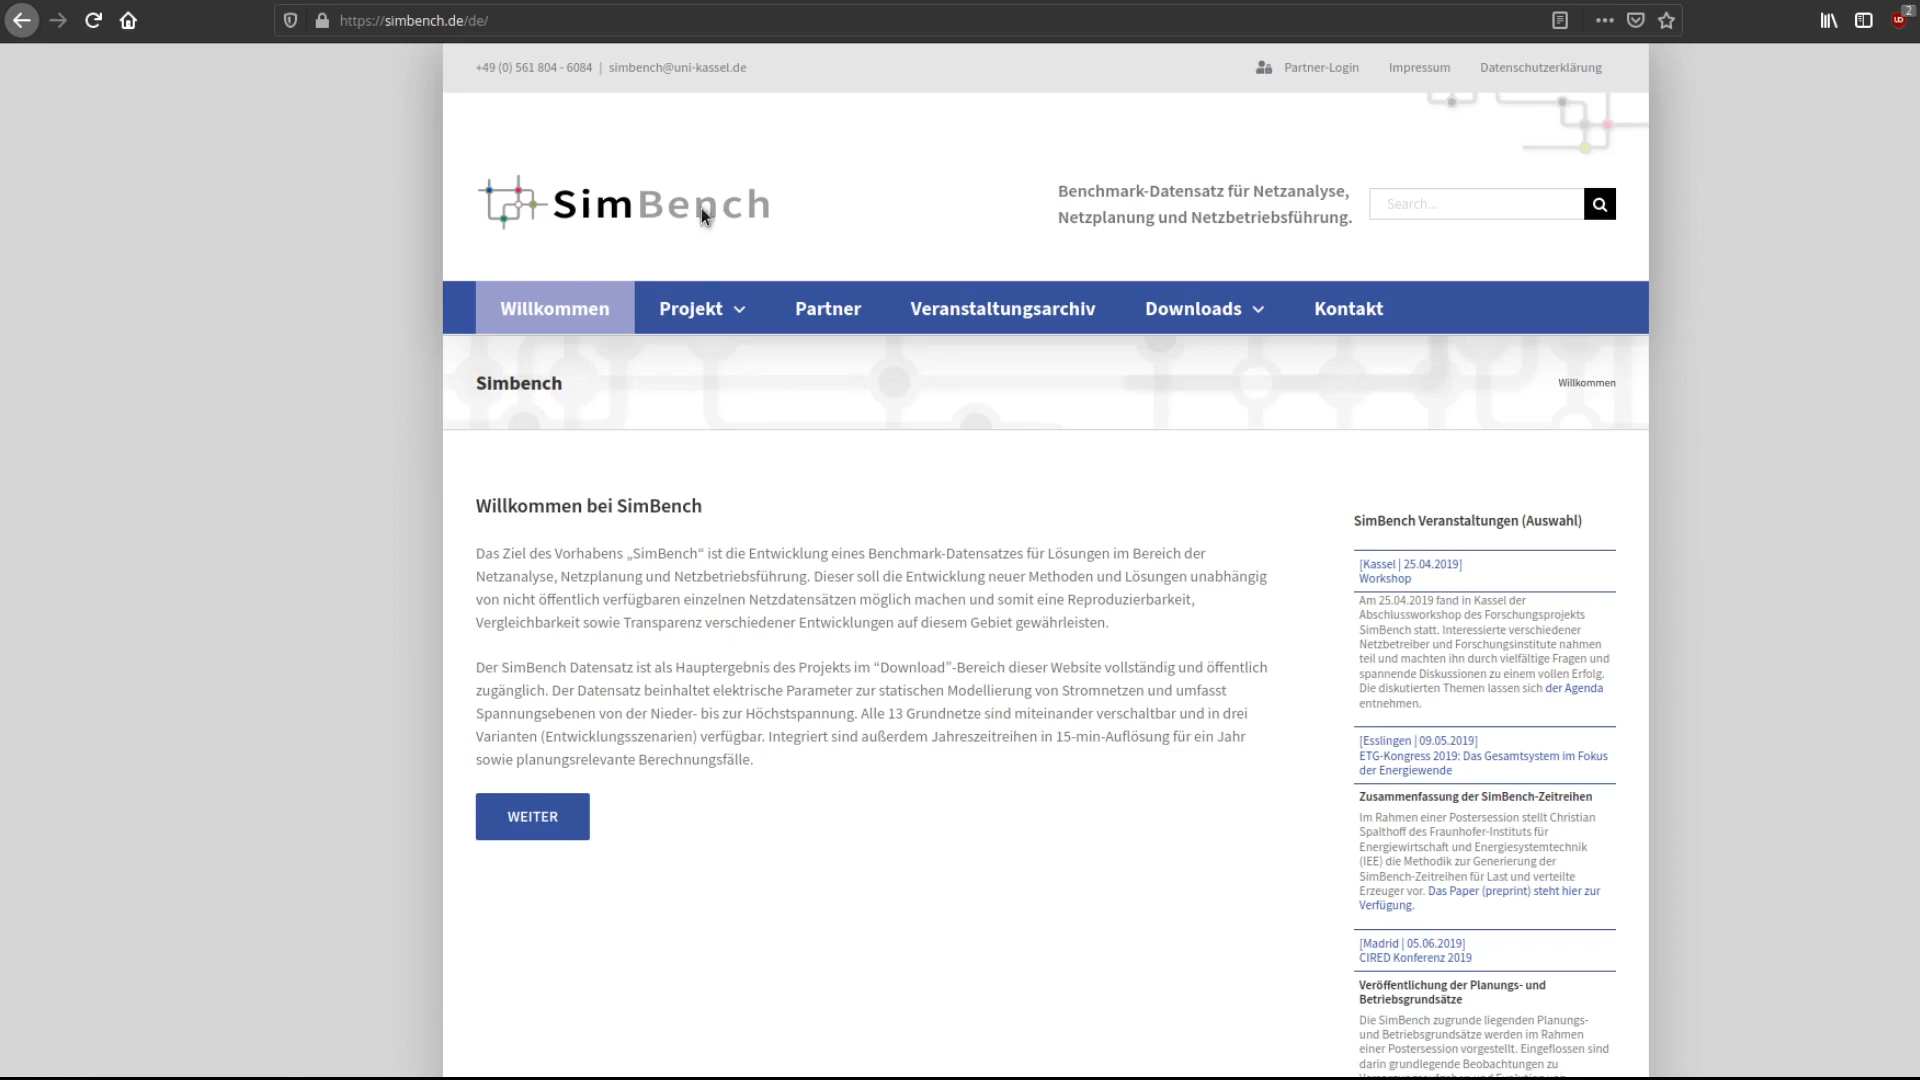 2
https://simbench.de/de/
+49 (0) 561 804 - 6084 | simbench@uni-kassel.de
Partner-Login Impressum Datenschutzerklärung
SimBench
Benchmark-Datensatz für Netzanalyse,
Netzplanung und Netzbetriebsführung.
Search...
Willkommen Projekt Partner Veranstaltungsarchiv Downloads Kontakt
Simbench
Willkommen
Willkommen bei SimBench
Das Ziel des Vorhabens „SimBench“ ist die Entwicklung eines Benchmark-Datensatzes für Lösungen im Bereich der
Netzanalyse, Netzplanung und Netzbetriebsführung. Dieser soll die Entwicklung neuer Methoden und Lösungen unabhängig
von nicht öffentlich verfügbaren einzelnen Netzdatensätzen möglich machen und somit eine Reproduzierbarkeit,
Vergleichbarkeit sowie Transparenz verschiedener Entwicklungen auf diesem Gebiet gewährleisten.
Der SimBench Datensatz ist als Hauptergebnis des Projekts im “Download”-Bereich dieser Website vollständig und öffentlich
zugänglich. Der Datensatz beinhaltet elektrische Parameter zur statischen Modellierung von Stromnetzen und umfasst
Spannungsebenen von der Nieder- bis zur Höchstspannung. Alle 13 Grundnetze sind miteinander verschaltbar und in drei
Varianten (Entwicklungsszenarien) verfügbar. Integriert sind außerdem Jahreszeitreihen in 15-min-Auflösung für ein Jahr
sowie planungsrelevante Berechnungsfälle.
WEITER
SimBench Veranstaltungen (Auswahl)
[Kassel | 25.04.2019]
Workshop
Am 25.04.2019 fand in Kassel der
Abschlussworkshop des Forschungsprojekts
SimBench statt. Interessierte verschiedener
Netzbetreiber und Forschungsinstitute nahmen
teil und machten ihn durch vielfältige Fragen und
spannende Diskussionen zu einem vollen Erfolg.
Die diskutierten Themen lassen sich der Agenda
entnehmen.
[Esslingen | 09.05.2019]
ETG-Kongress 2019: Das Gesamtsystem im Fokus
der Energiewende
Zusammenfassung der SimBench-Zeitreihen
Im Rahmen einer Postersession stellt Christian
Spalthoff des Fraunhofer-Instituts für
Energiewirtschaft und Energiesystemtechnik
(IEE) die Methodik zur Generierung der
SimBench-Zeitreihen für Last und verteilte
Erzeuger vor. Das Paper (preprint) steht hier zur
Verfügung.
[Madrid | 05.06.2019]
CIRED Konferenz 2019
Veröffentlichung der Planungs- und
Betriebsgrundsätze
Die SimBench zugrunde liegenden Planungs-
und Betriebsgrundsätze werden im Rahmen
einer Postersession vorgestellt. Eingeflossen sind
darin grundlegende Beobachtungen zu